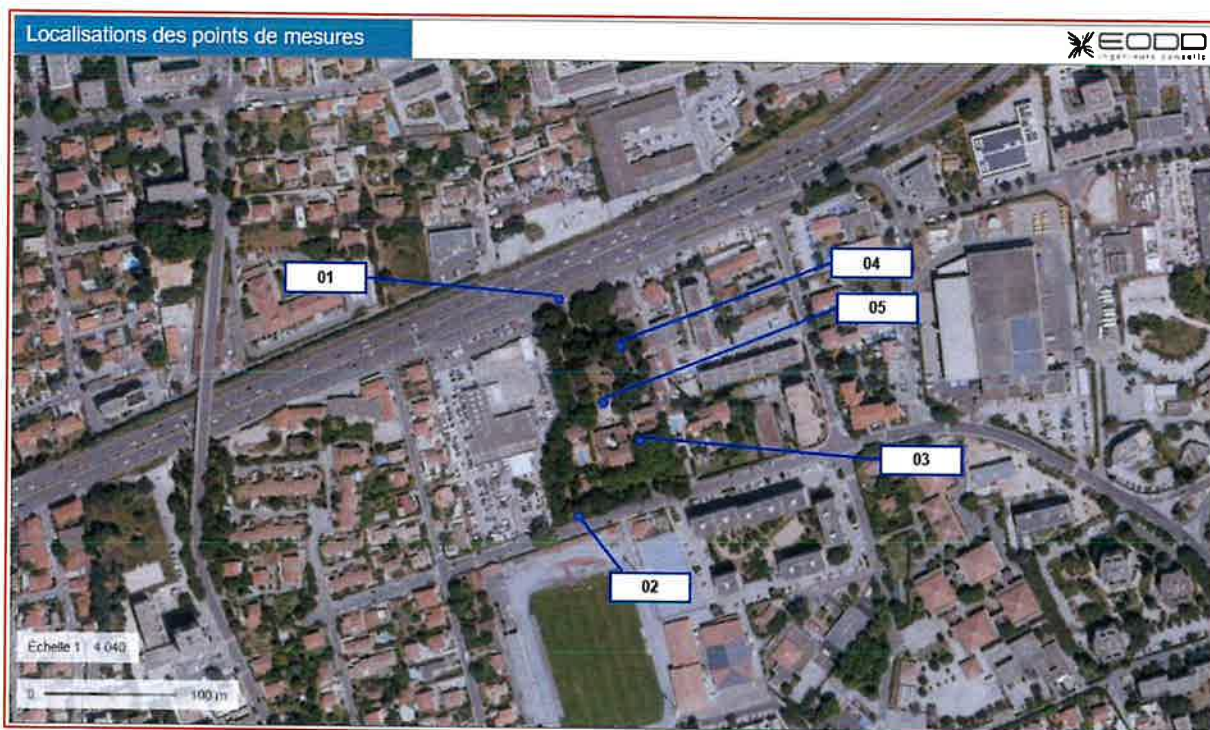 Localisations des points de mesures
EODD
ingénieurs conseils
01
04
05
03
02
Echelle 1 4 040
0 100 m